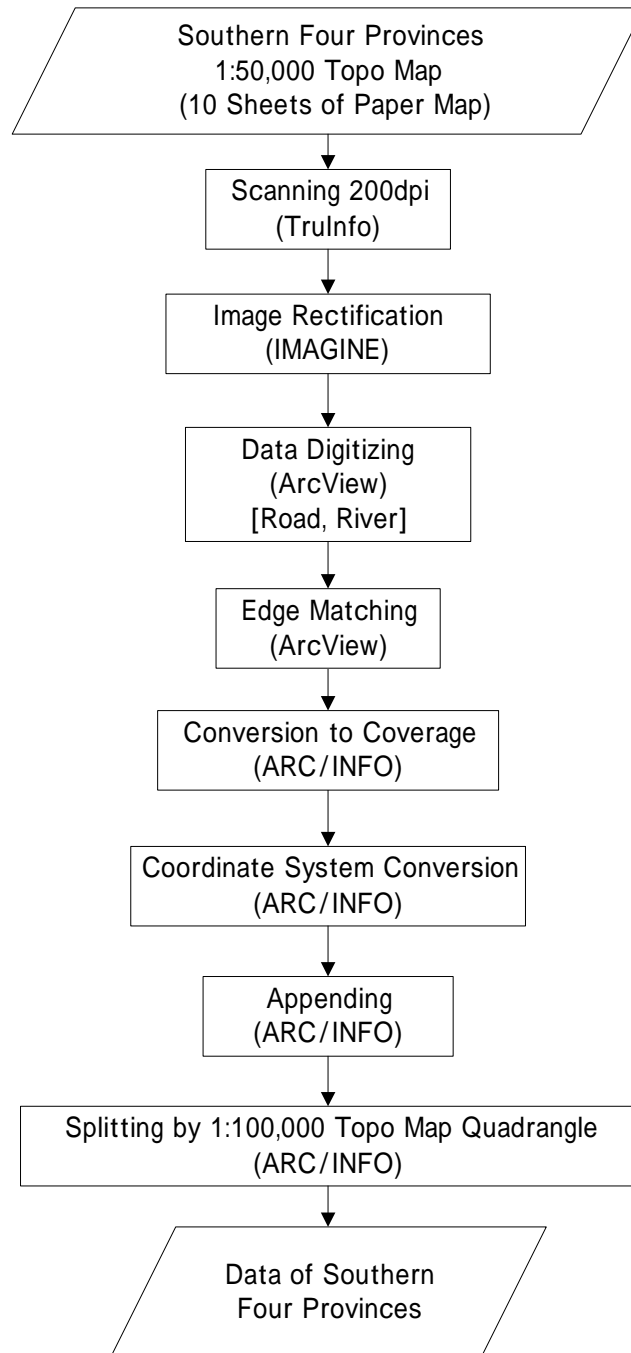 Southern Four Provinces
1:50,000 Topo Map
(10 Sheets of Paper Map)
Scanning 200dpi
(TruInfo)
Image Rectification
(IMAGINE)
Data Digitizing
(ArcView)
[Road, River]
Edge Matching
(ArcView)
Conversion to Coverage
(ARC/INFO)
Coordinate System Conversion
(ARC/INFO)
Appending
(ARC/INFO)
Splitting by 1:100,000 Topo Map Quadrangle
(ARC/INFO)
Data of Southern
Four Provinces